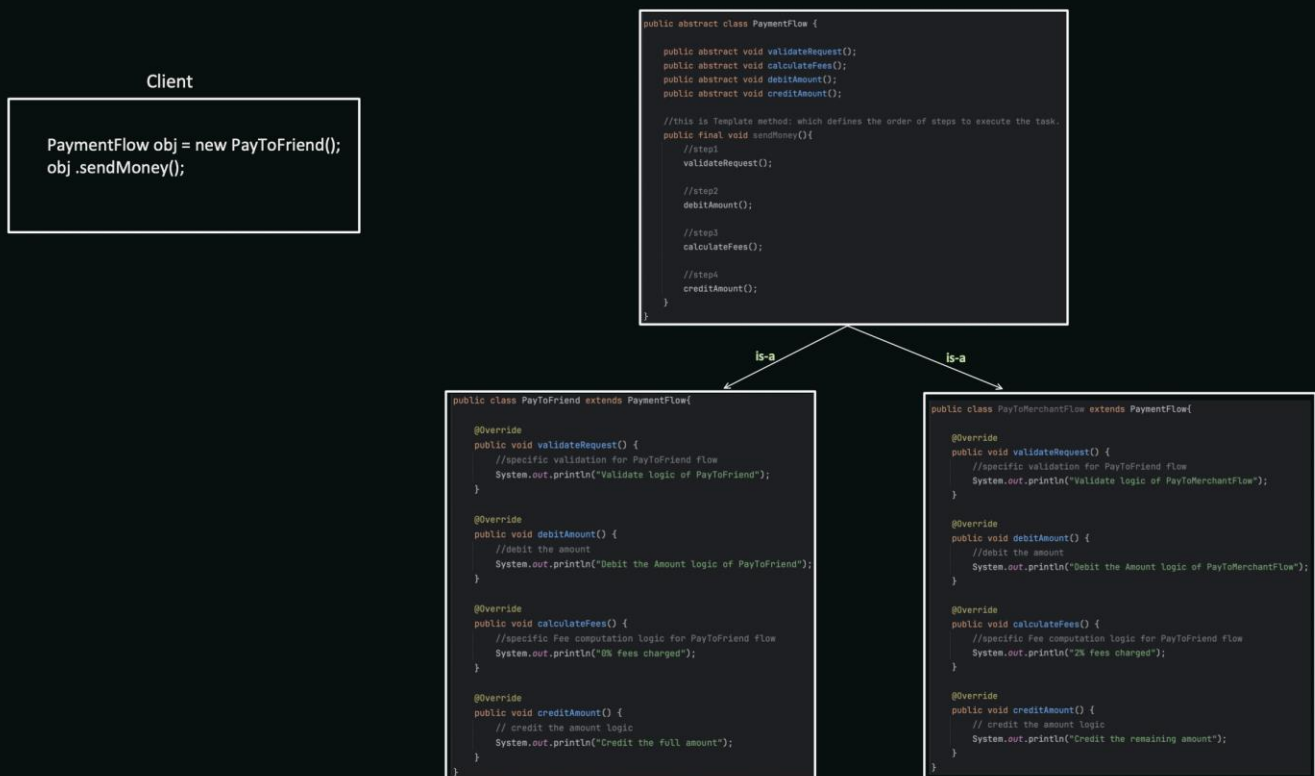 Client
PaymentFlow obj = new PayToFriend();
obj .sendMoney();
public abstract class PaymentFlow {
public abstract void validateRequest();
public abstract void calculateFees();
public abstract void debitAmount();
public abstract void creditAmount();
//this is Template method: which defines the order of steps to execute the task.
public final void sendMoney(){
//step1
validateRequest();
//step2
debitAmount();
//step3
calculateFees();
//step4
creditAmount();
}
}
is-a
is-a
public class PayToFriend extends PaymentFlow{
@Override
public void validateRequest() {
//specific validation for PayToFriend flow
System.out.println("Validate logic of PayToFriend");
}
@Override
public void debitAmount() {
//debit the amount
System.out.println("Debit the Amount logic of PayToFriend");
}
@Override
public void calculateFees() {
//specific Fee computation logic for PayToFriend flow
System.out.println("0% fees charged");
}
@Override
public void creditAmount() {
// credit the amount logic
System.out.println("Credit the full amount");
}
}
public class PayToMerchantFlow extends PaymentFlow{
@Override
public void validateRequest() {
//specific validation for PayToFriend flow
System.out.println("Validate logic of PayToMerchantFlow");
}
@Override
public void debitAmount() {
//debit the amount
System.out.println("Debit the Amount logic of PayToMerchantFlow");
}
@Override
public void calculateFees() {
//specific Fee computation logic for PayToFriend flow
System.out.println("2% fees charged");
}
@Override
public void creditAmount() {
// credit the amount logic
System.out.println("Credit the remaining amount");
}
}